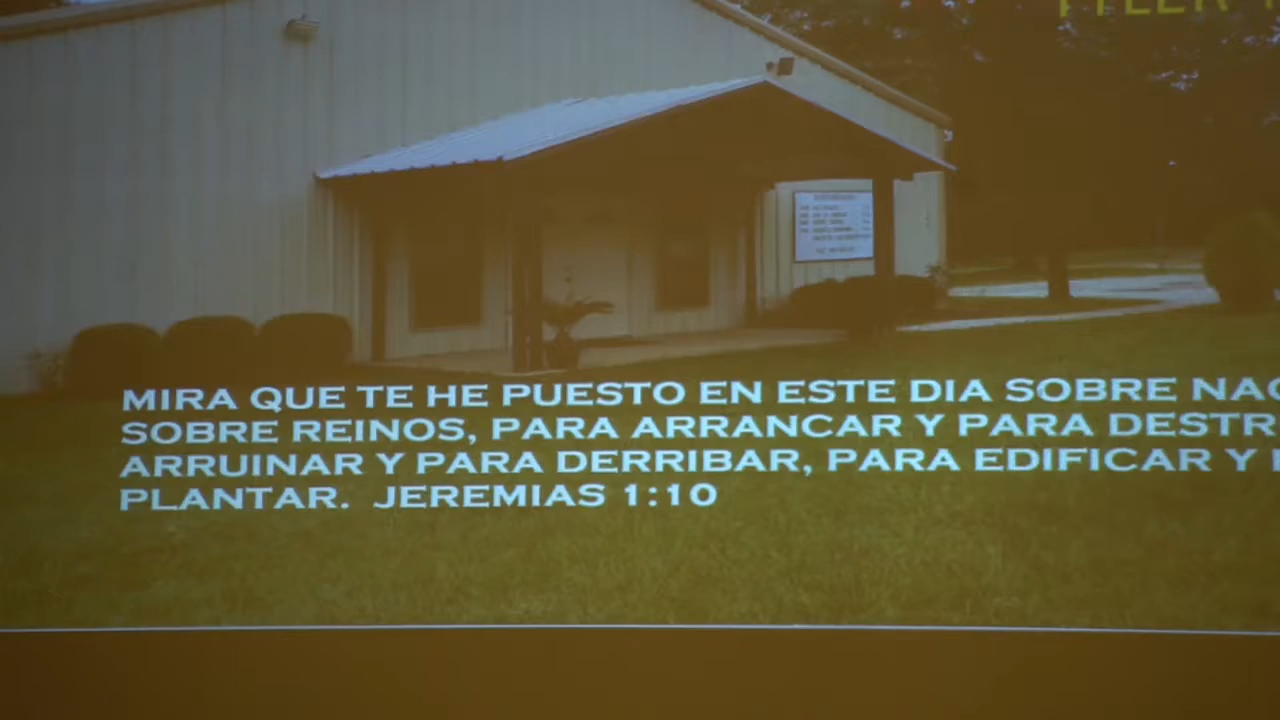 TYLER
MIRA QUE TE HE PUESTO EN ESTE DIA SOBRE NAC
SOBRE REINOS, PARA ARRANCAR Y PARA DESTR
ARRUINAR Y PARA DERRIBAR, PARA EDIFICAR Y
PLANTAR. JEREMIAS 1:10